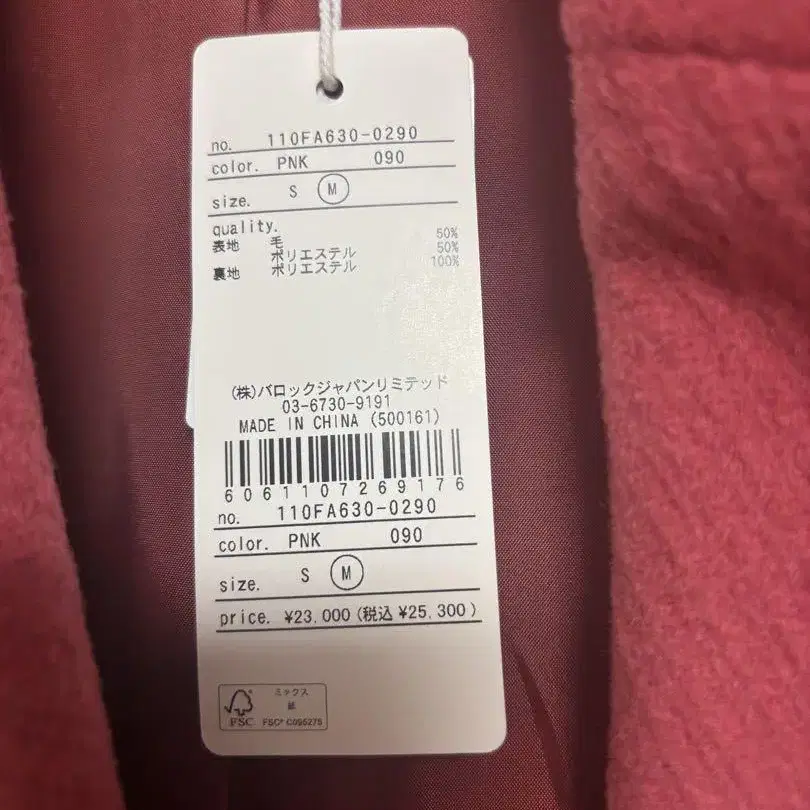 no. 110FA630-0290
color. PNK 090
size. S M
quality.
表地 毛 50%
ポリエステル 50%
裏地 ポリエステル 100%
(株)バロックジャパンリミテッド
03-6730-9191
MADE IN CHINA (500161)
6061107269176
no. 110FA630-0290
color. PNK 090
size. S M
price. ¥23,000 (税込 ¥25,300)
ミックス
紙
FSC FSC® C095275